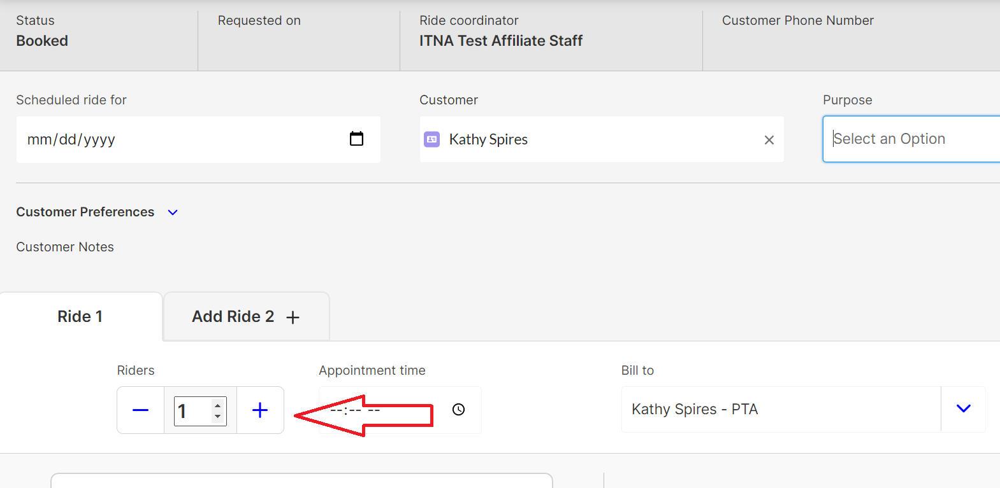 Status
Booked
Requested on
Ride coordinator
ITNA Test Affiliate Staff
Customer Phone Number
Scheduled ride for
mm/dd/yyyy
Customer
Kathy Spires
Purpose
Select an Option
Customer Preferences
Customer Notes
Ride 1
Add Ride 2 +
Riders
1
Appointment time
--:-- --
Bill to
Kathy Spires - PTA